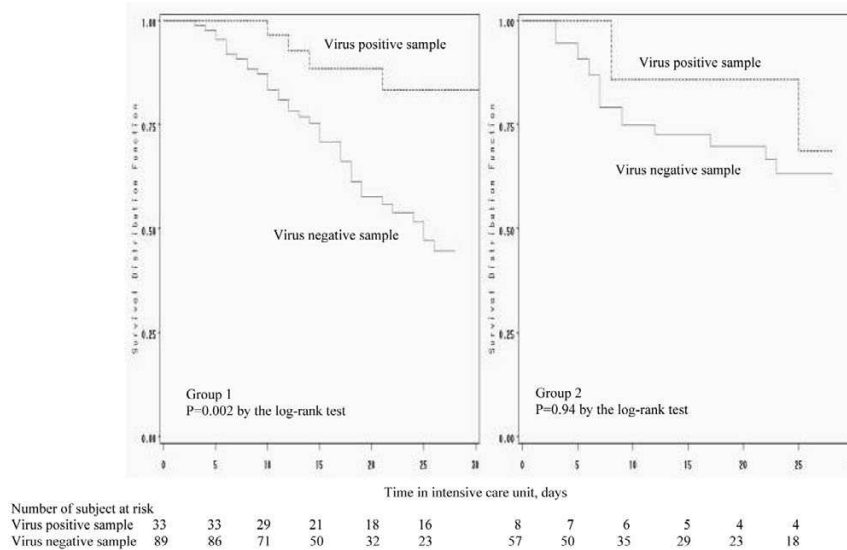 Survival Distribution Function
1.00
0.75
0.50
0.25
0.00
Virus positive sample
Virus negative sample
Group 1
P=0.002 by the log-rank test
0 5 10 15 20 25 30
Survival Distribution Function
1.00
0.75
0.50
0.25
0.00
Virus positive sample
Virus negative sample
Group 2
P=0.94 by the log-rank test
0 5 10 15 20 25
Time in intensive care unit, days
Number of subject at risk
Virus positive sample 33 33 29 21 18 16 8 7 6 5 4 4
Virus negative sample 89 86 71 50 32 23 57 50 35 29 23 18